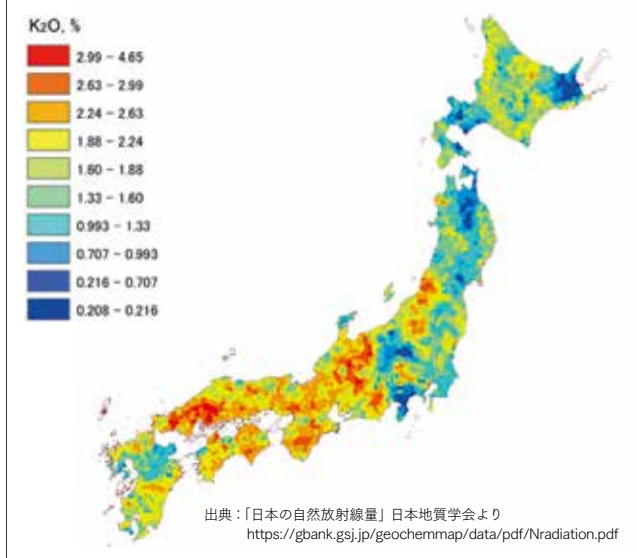 K2O, %
2.99 - 4.65
2.63 - 2.99
2.24 - 2.63
1.88 - 2.24
1.60 - 1.88
1.33 - 1.60
0.993 - 1.33
0.707 - 0.993
0.216 - 0.707
0.208 - 0.216
出典：「日本の自然放射線量」日本地質学会より
https://gbank.gsj.jp/geochemmap/data/pdf/Nradiation.pdf